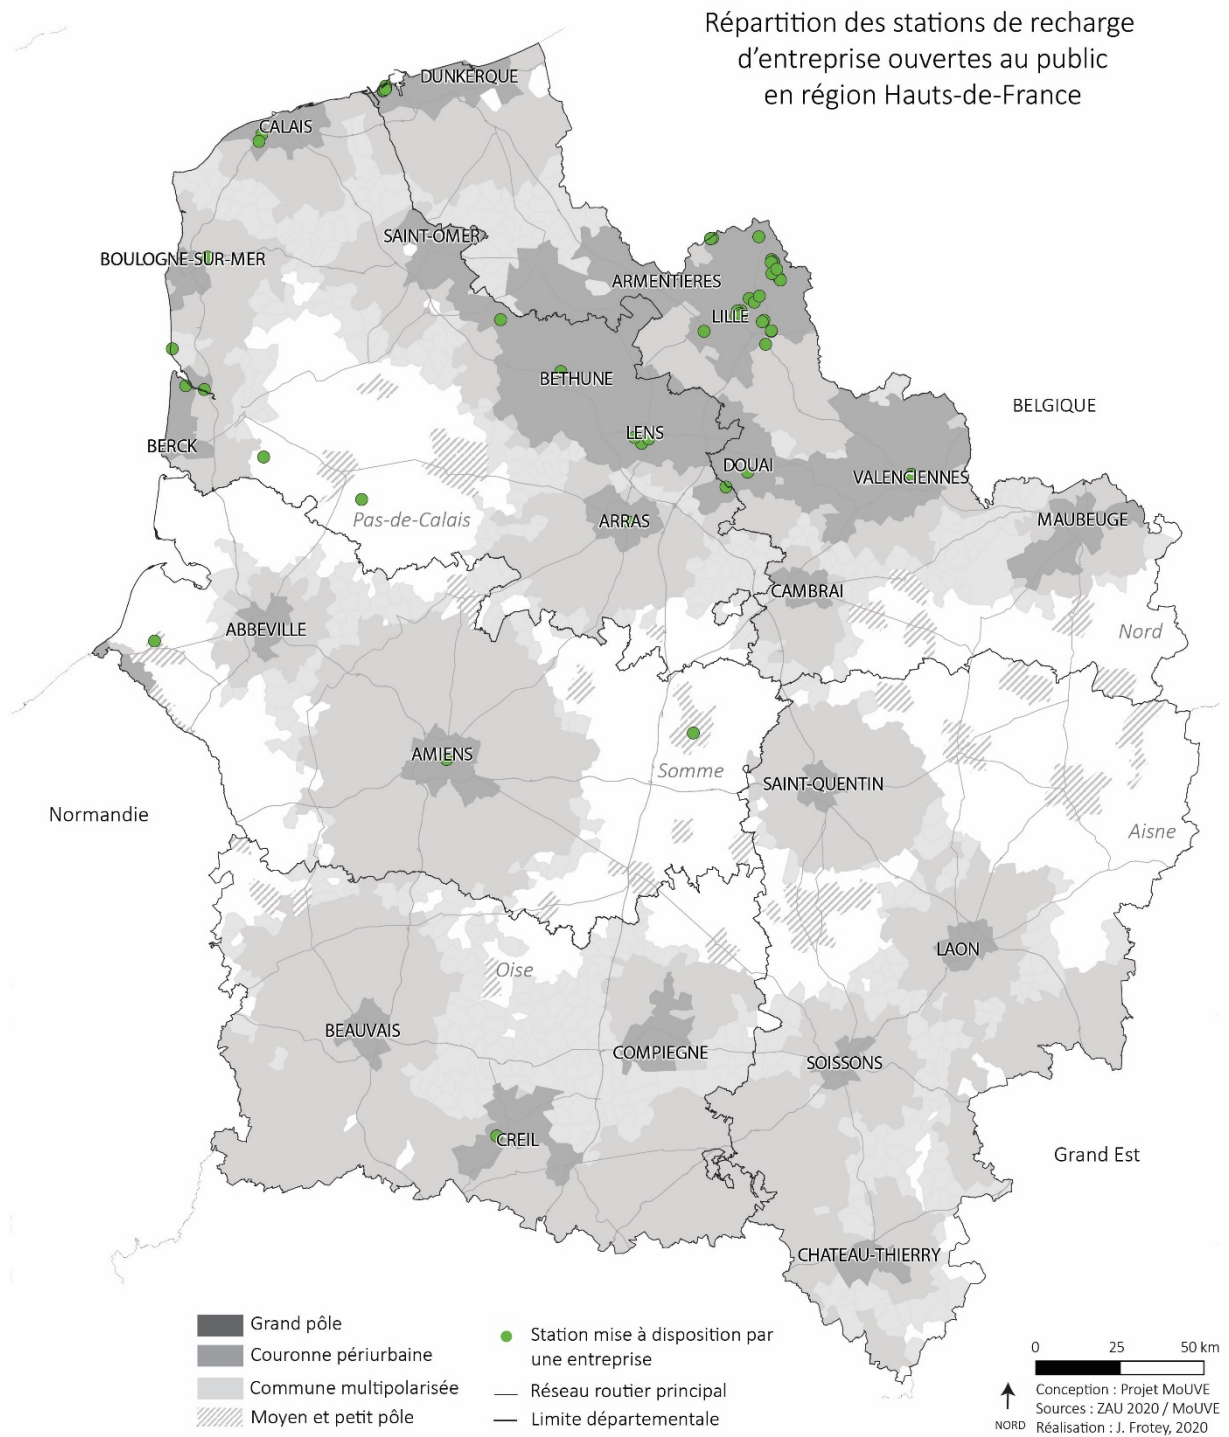 Répartition des stations de recharge
d’entreprise ouvertes au public
en région Hauts-de-France
DUNKERQUE
CALAIS
SAINT-OMER
BOULOGNE-SUR-MER
ARMENTIERES
LILLE
BETHUNE
BELGIQUE
LENS
BERCK
DOUAI
VALENCIENNES
Pas-de-Calais
ARRAS
MAUBEUGE
CAMBRAI
ABBEVILLE
Nord
AMIENS
Somme
SAINT-QUENTIN
Normandie
Aisne
LAON
Oise
BEAUVAIS
COMPIEGNE
SOISSONS
CREIL
Grand Est
CHATEAU-THIERRY
Grand pôle
Couronne périurbaine
Commune multipolarisée
Moyen et petit pôle
Station mise à disposition par
une entreprise
Réseau routier principal
Limite départementale
0 25 50 km
NORD
Conception : Projet MoUVE
Sources : ZAU 2020 / MoUVE
Réalisation : J. Frotey, 2020